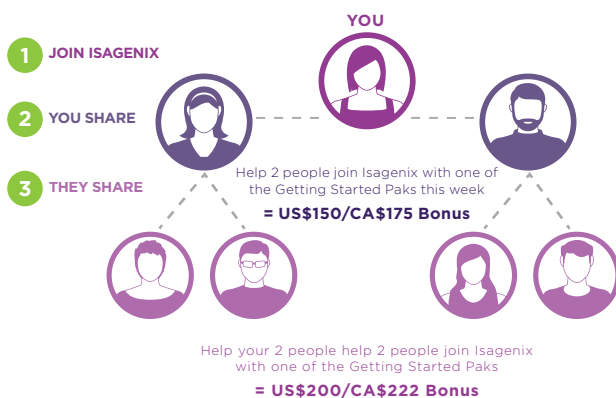 YOU
1 JOIN ISAGENIX
2 YOU SHARE
3 THEY SHARE
Help 2 people join Isagenix with one of
the Getting Started Paks this week
= US$150/CA$175 Bonus
Help your 2 people help 2 people join Isagenix
with one of the Getting Started Paks
= US$200/CA$222 Bonus